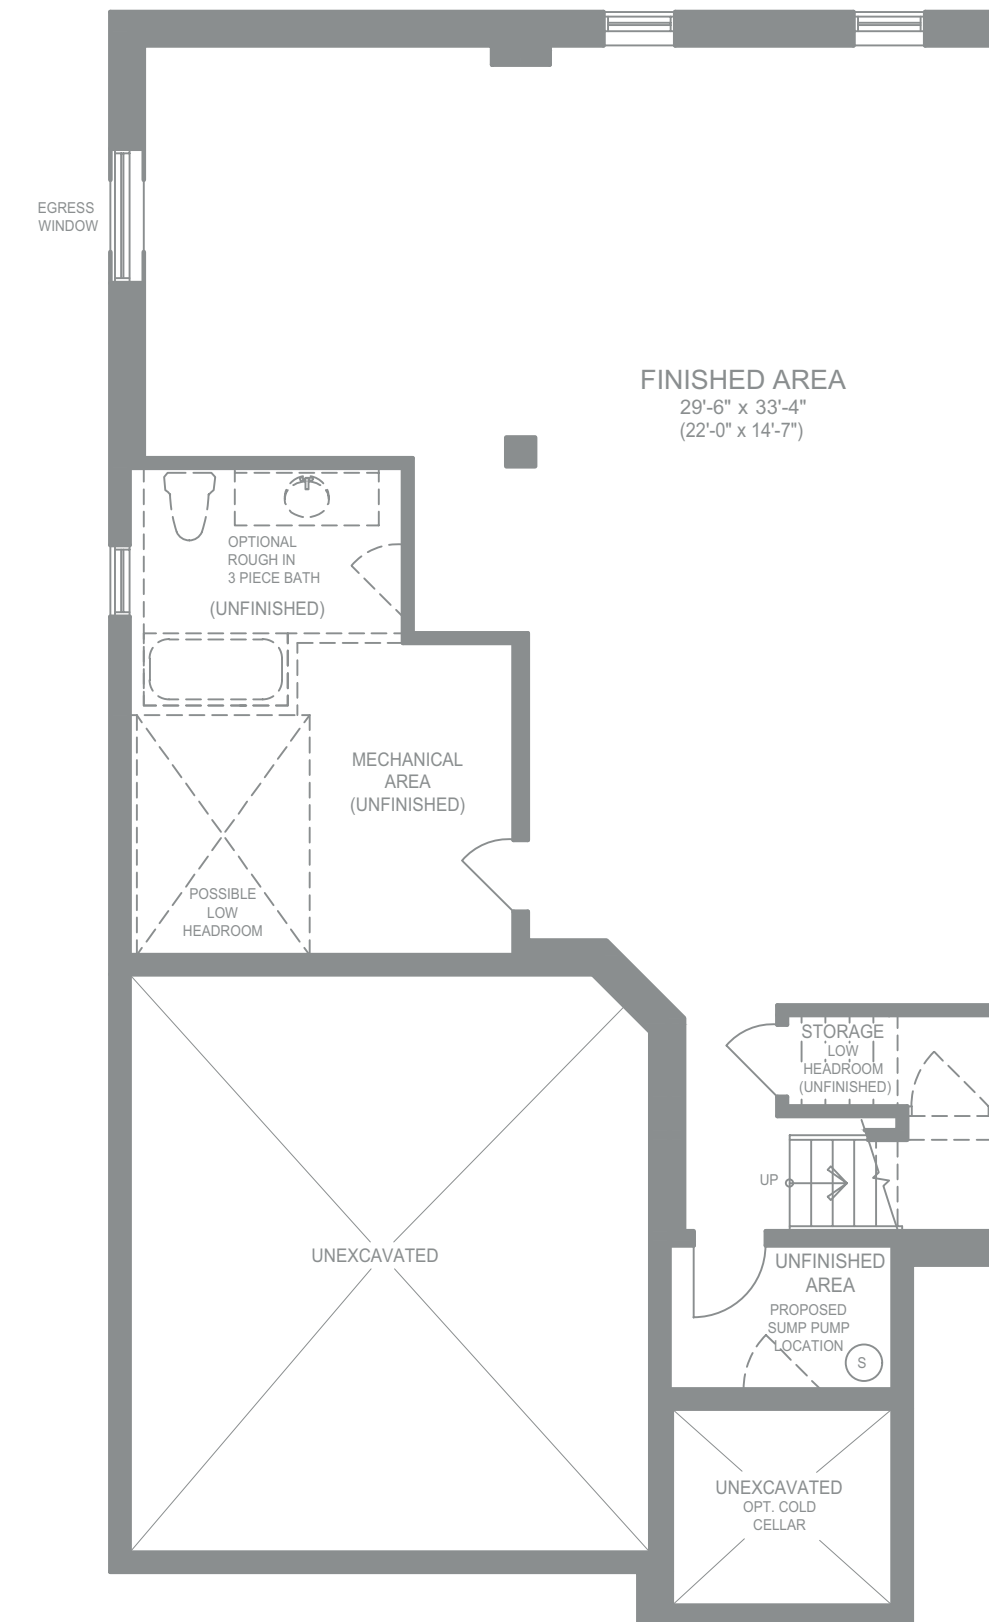 EGRESS
WINDOW
FINISHED AREA
29'-6" x 33'-4"
(22'-0" x 14'-7")
OPTIONAL
ROUGH IN
3 PIECE BATH
(UNFINISHED)
MECHANICAL
AREA
(UNFINISHED)
POSSIBLE
LOW
HEADROOM
STORAGE
LOW
HEADROOM
(UNFINISHED)
UP
UNEXCAVATED
UNFINISHED
AREA
PROPOSED
SUMP PUMP
LOCATION
S
UNEXCAVATED
OPT. COLD
CELLAR